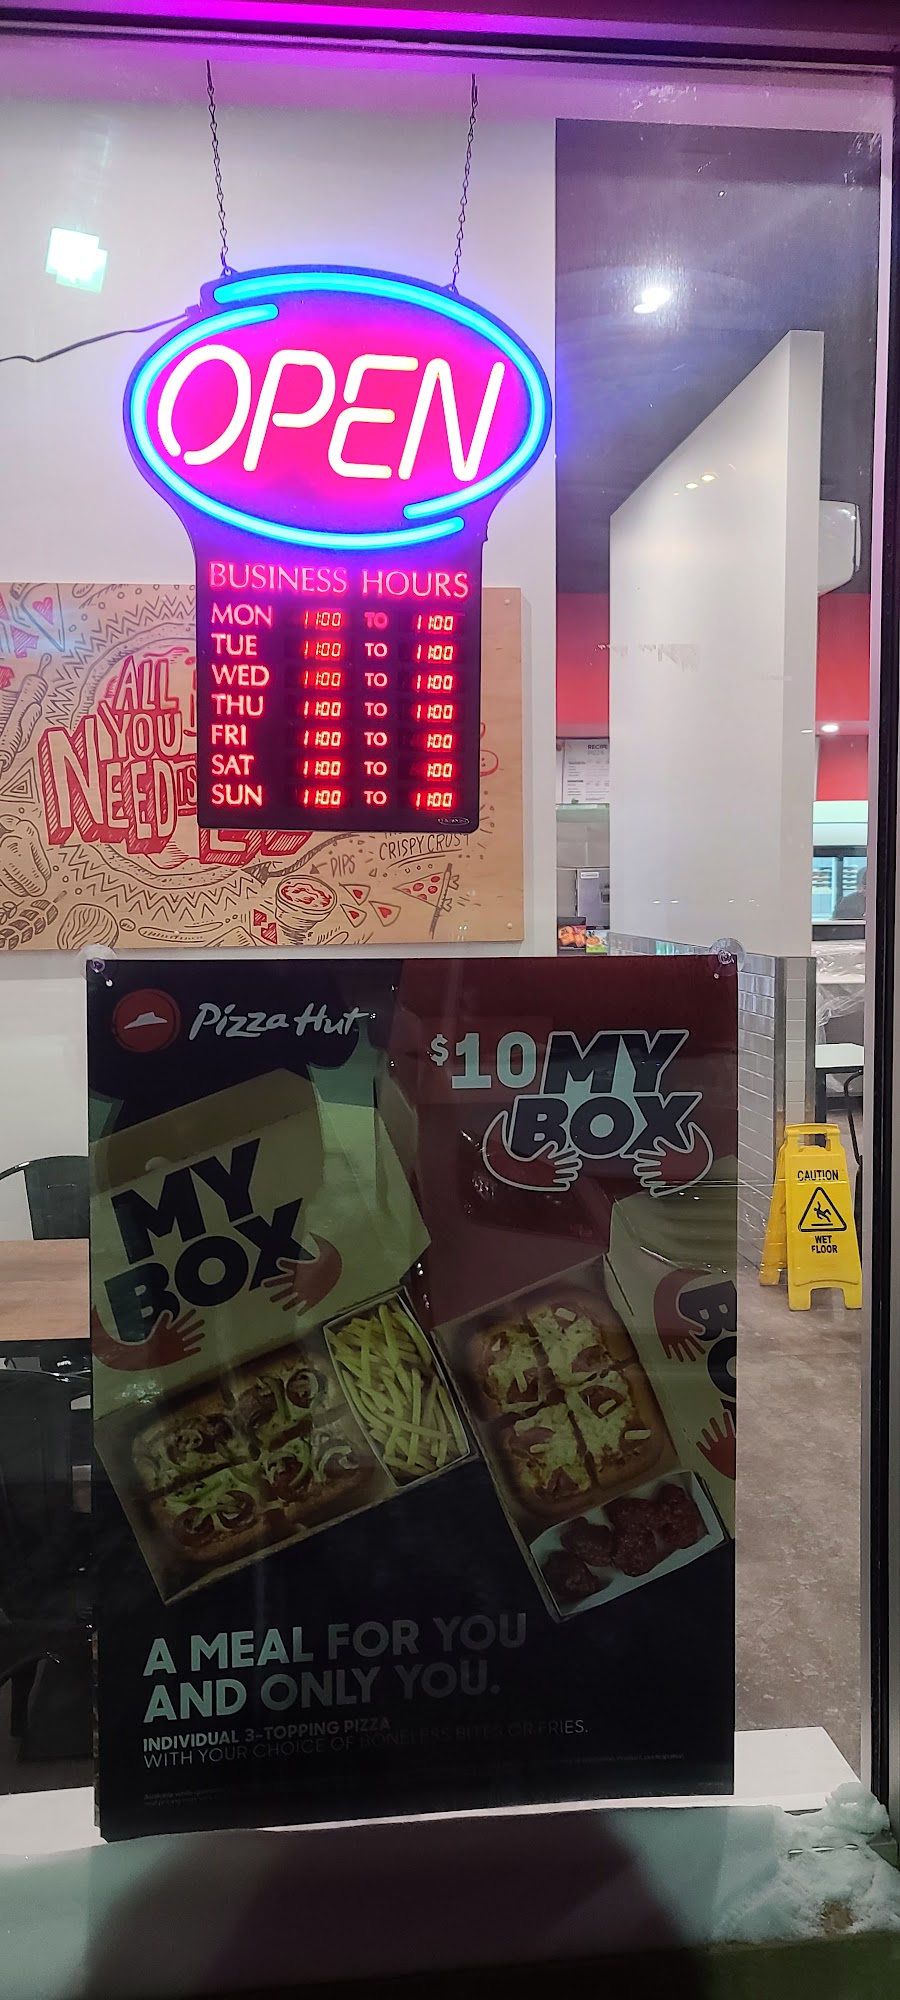 OPEN
BUSINESS HOURS
MON 11:00 TO 11:00
TUE 11:00 TO 11:00
WED 11:00 TO 11:00
THU 11:00 TO 11:00
FRI 11:00 TO 1:00
SAT 11:00 TO 1:00
SUN 11:00 TO 11:00
ALL
YOU
NEED IS
DIPS
CRISPY CRUST
RECIPE
Pizza Hut
$10 MY
BOX
MY
BOX
BO
CAUTION
WET
FLOOR
A MEAL FOR YOU
AND ONLY YOU.
INDIVIDUAL 3-TOPPING PIZZA
WITH YOUR CHOICE OF BONELESS BITES OR FRIES.